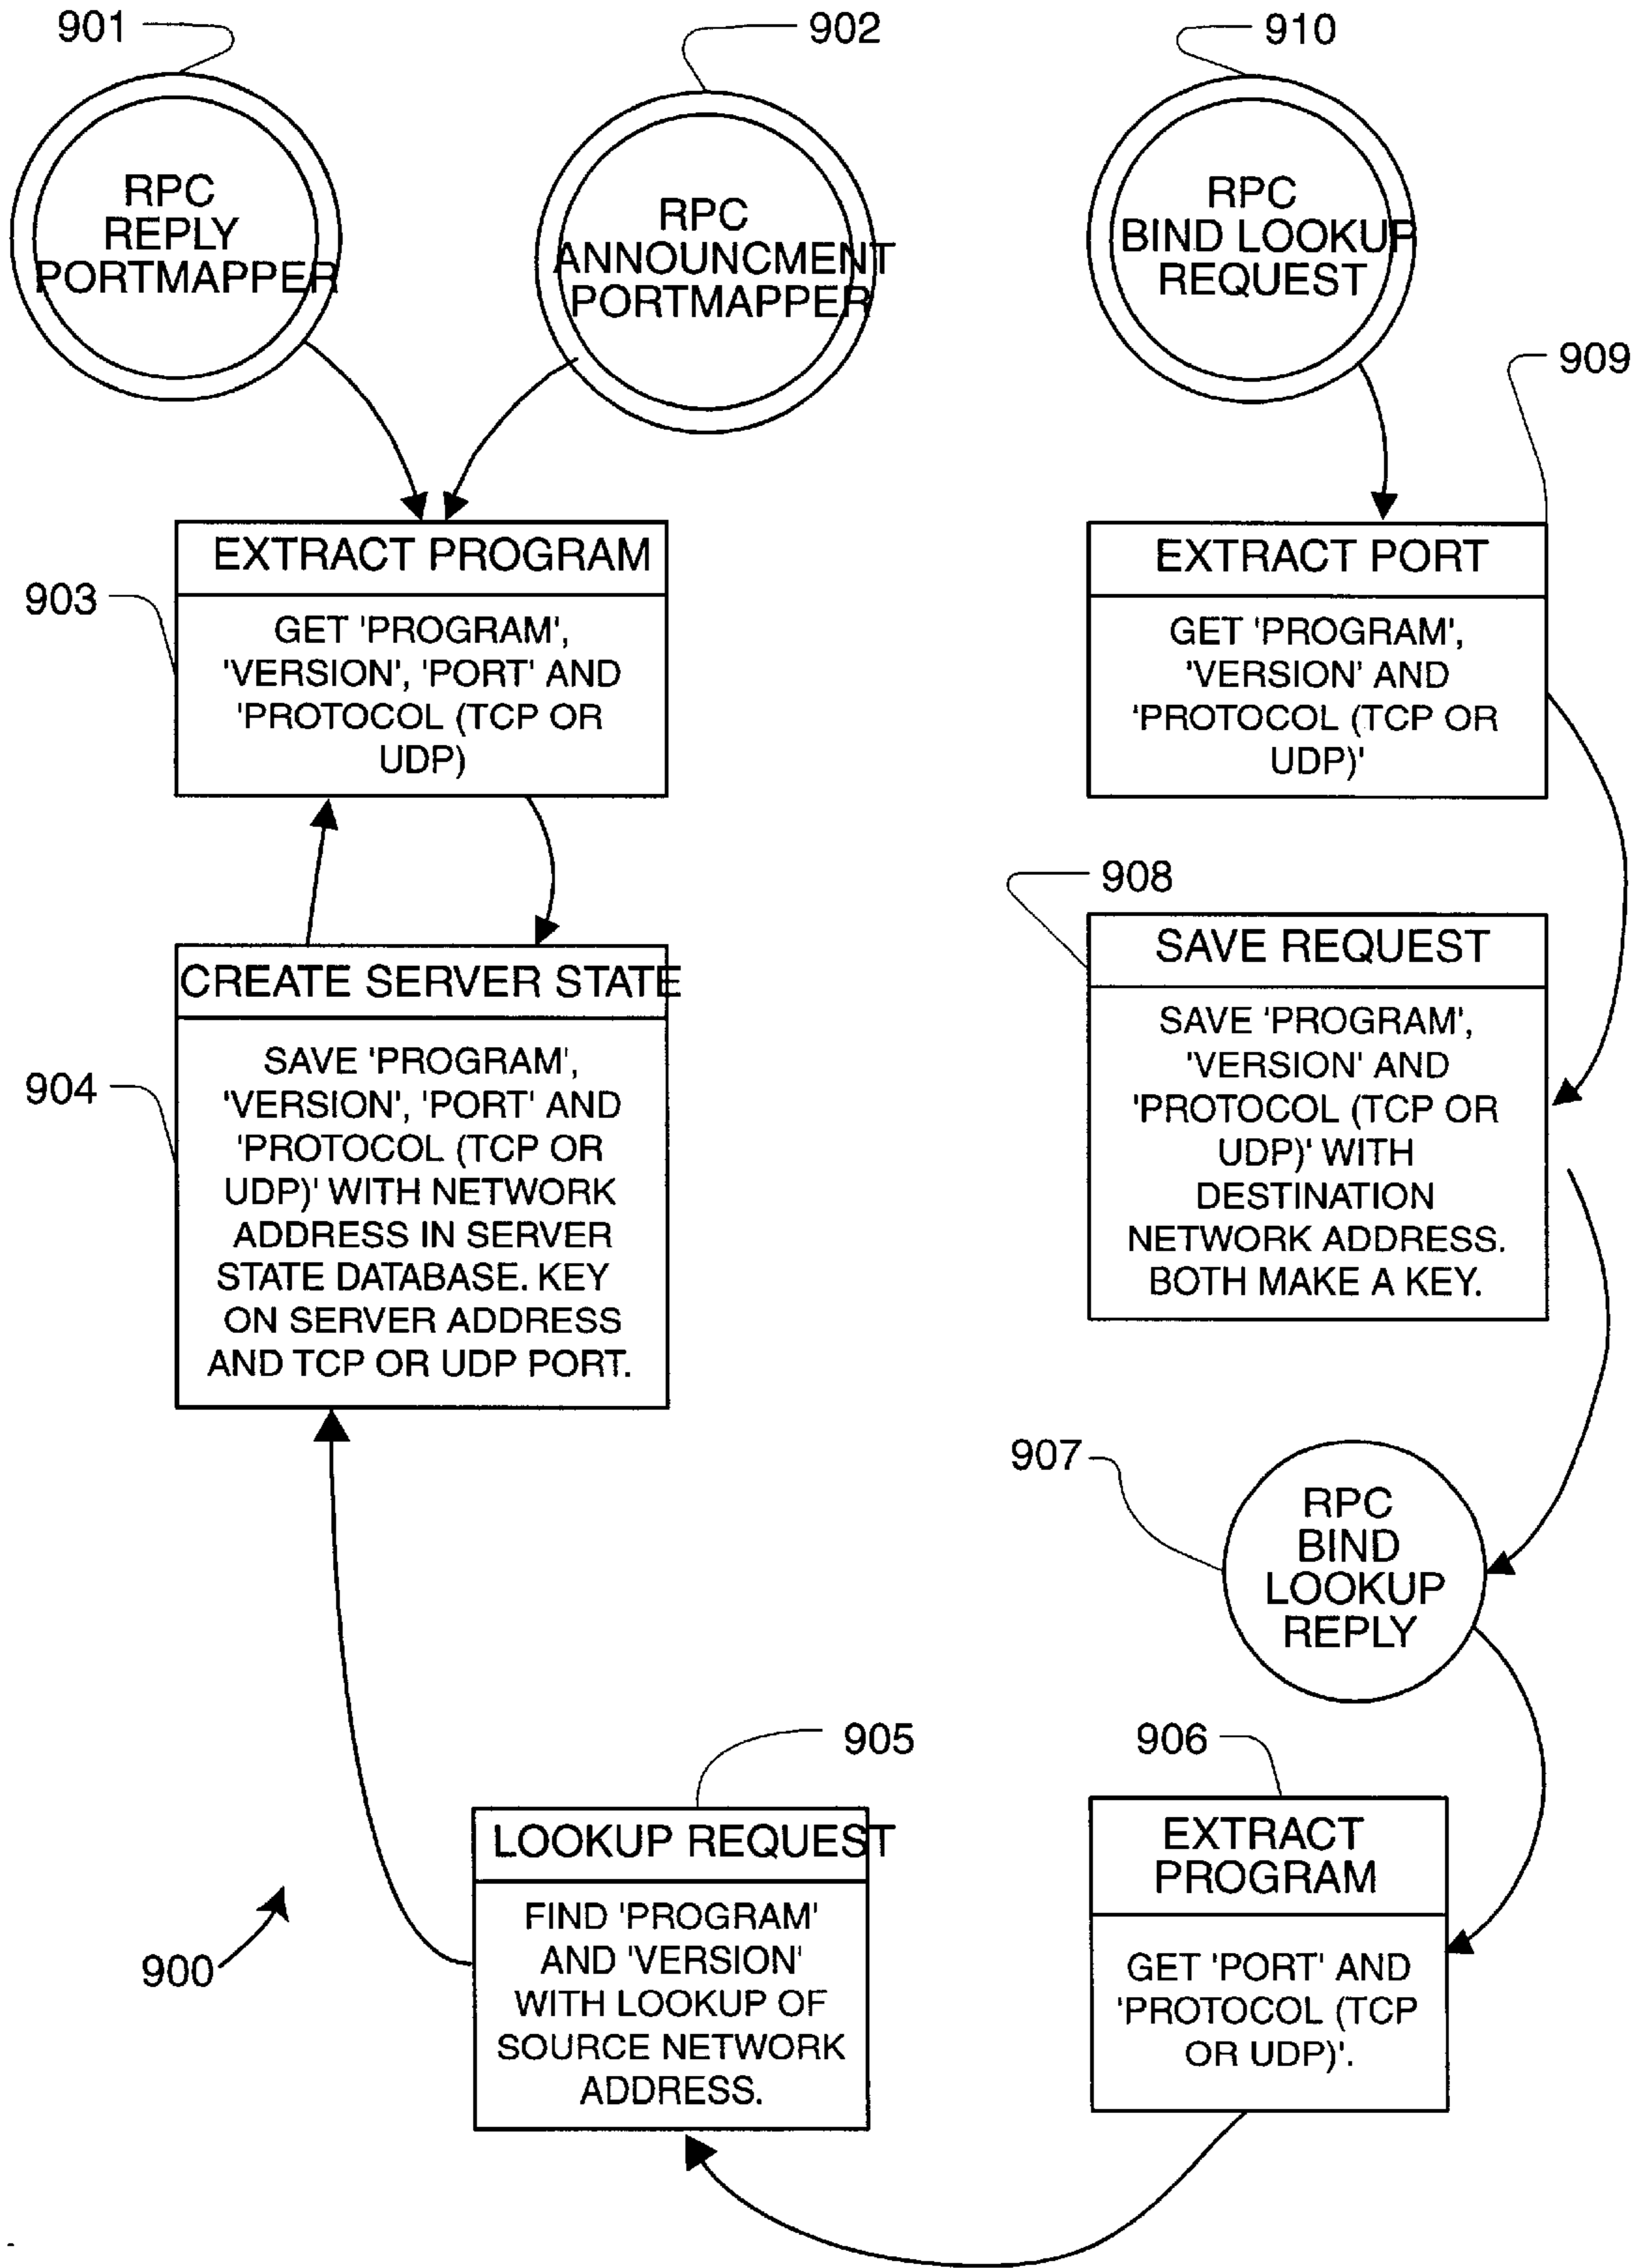 901
902
910
RPC
REPLY
PORTMAPPER
RPC
ANNOUNCMENT
PORTMAPPER
RPC
BIND LOOKUP
REQUEST
909
EXTRACT PROGRAM
903
GET 'PROGRAM',
'VERSION', 'PORT' AND
'PROTOCOL (TCP OR
UDP)
EXTRACT PORT
GET 'PROGRAM',
'VERSION' AND
'PROTOCOL (TCP OR
UDP)'
908
SAVE REQUEST
SAVE 'PROGRAM',
'VERSION' AND
'PROTOCOL (TCP OR
UDP)' WITH
DESTINATION
NETWORK ADDRESS.
BOTH MAKE A KEY.
CREATE SERVER STATE
904
SAVE 'PROGRAM',
'VERSION', 'PORT' AND
'PROTOCOL (TCP OR
UDP)' WITH NETWORK
ADDRESS IN SERVER
STATE DATABASE. KEY
ON SERVER ADDRESS
AND TCP OR UDP PORT.
907
RPC
BIND
LOOKUP
REPLY
905
906
LOOKUP REQUEST
FIND 'PROGRAM'
AND 'VERSION'
WITH LOOKUP OF
SOURCE NETWORK
ADDRESS.
EXTRACT
PROGRAM
GET 'PORT' AND
'PROTOCOL (TCP
OR UDP)'.
900